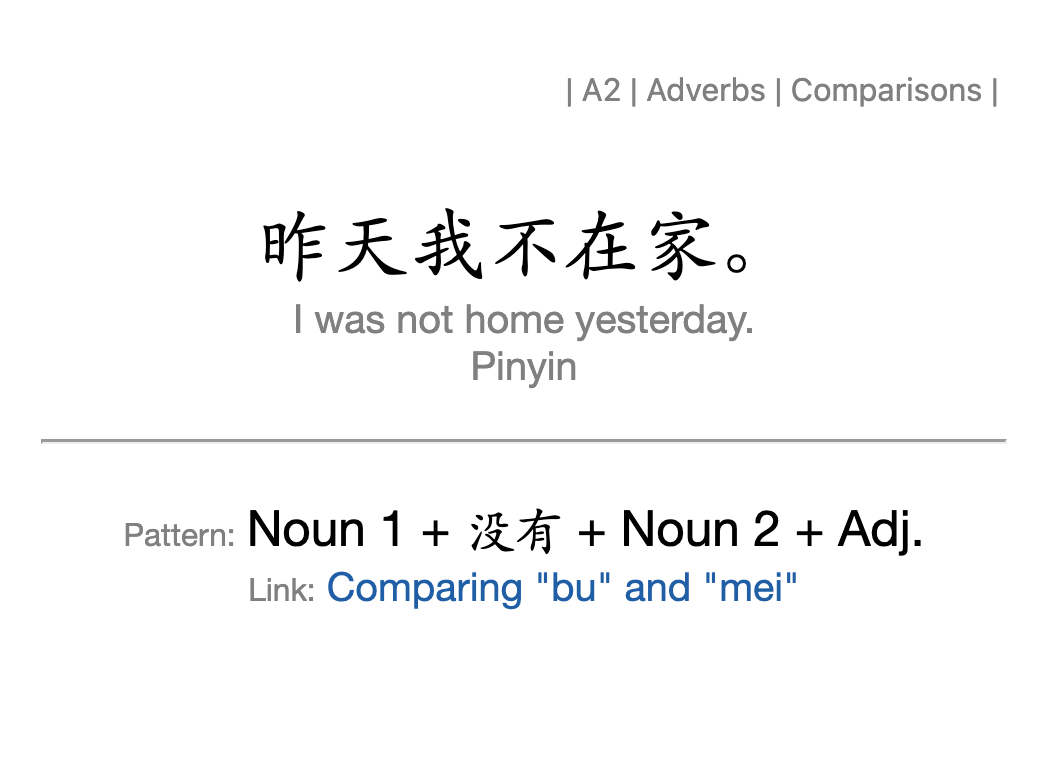 | A2 | Adverbs | Comparisons |
昨天我不在家。
I was not home yesterday.
Pinyin
Pattern: Noun 1 + 没有 + Noun 2 + Adj.
Link: Comparing "bu" and "mei"